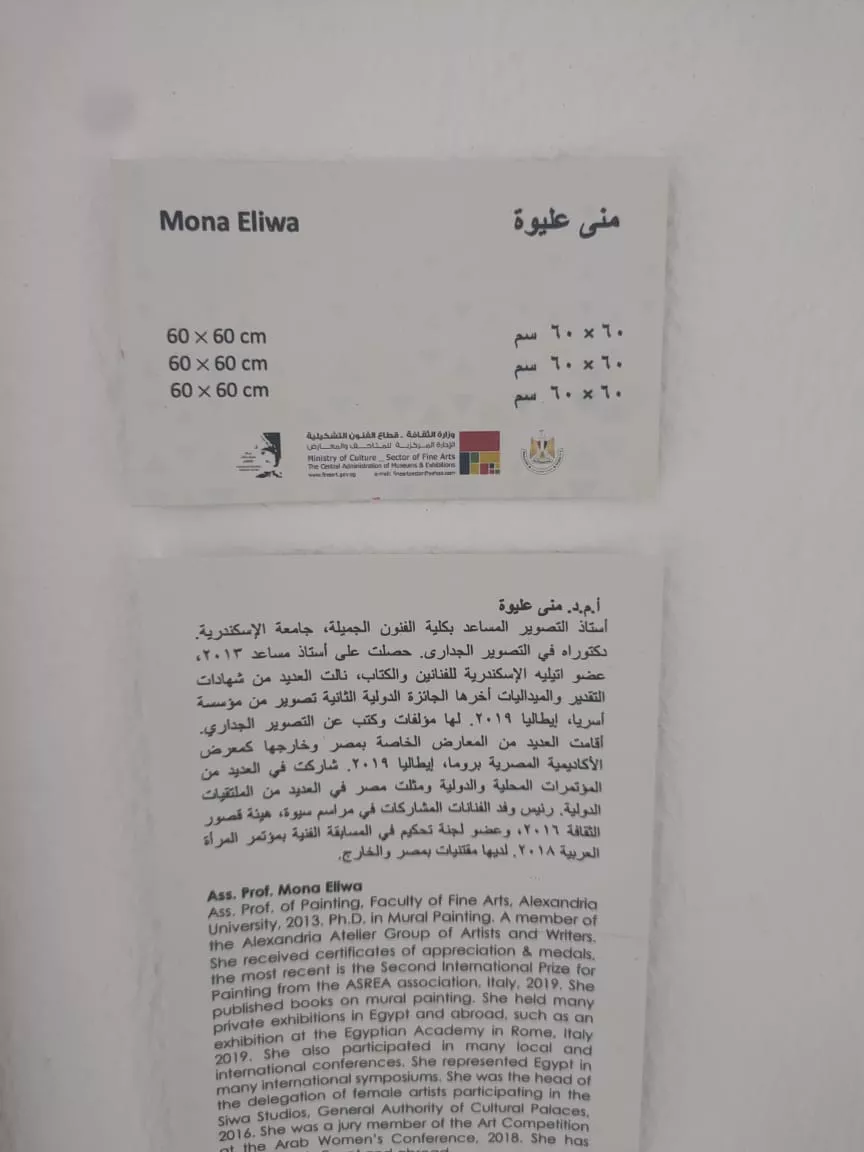 Mona Eliwa
منى عليوة
60 × 60 cm
60 × 60 cm
60 × 60 cm
٦٠ × ٦٠ سم
٦٠ × ٦٠ سم
٦٠ × ٦٠ سم
وزارة الثقافة . قطاع الفنون التشكيلية
الإدارة المركزية للمتاحف والمعارض
Ministry of Culture _ Sector of Fine Arts
The Central Administration of Museums & Exhibitions
www.fineart.gov.eg
أ.م.د. منى عليوة
أستاذ التصوير المساعد بكلية الفنون الجميلة، جامعة الإسكندرية.
دكتوراه في التصوير الجدارى. حصلت على أستاذ مساعد ٢٠١٣،
عضو اتيليه الإسكندرية للفنانين والكتاب، نالت العديد من شهادات
التقدير والميداليات أخرها الجائزة الدولية الثانية تصوير من مؤسسة
أسريا، إيطاليا ٢٠١٩. لها مؤلفات وكتب عن التصوير الجداري.
أقامت العديد من المعارض الخاصة بمصر وخارجها كمعرض
الأكاديمية المصرية بروما، إيطاليا ٢٠١٩. شاركت في العديد من
المؤتمرات المحلية والدولية ومثلت مصر في العديد من الملتقيات
الدولية. رئيس وفد الفنانات المشاركات في مراسم سيوة، هيئة قصور
الثقافة ٢٠١٦، وعضو لجنة تحكيم في المسابقة الفنية بمؤتمر المرأة
العربية ٢٠١٨. لديها مقتنيات بمصر والخارج.
Ass. Prof. Mona Eliwa
Ass. Prof. of Painting, Faculty of Fine Arts, Alexandria
University, 2013. Ph.D. in Mural Painting. A member of
the Alexandria Atelier Group of Artists and Writers.
She received certificates of appreciation & medals,
the most recent is the Second International Prize for
Painting from the ASREA association, Italy, 2019. She
published books on mural painting. She held many
private exhibitions in Egypt and abroad, such as an
exhibition at the Egyptian Academy in Rome, Italy
2019. She also participated in many local and
international conferences. She represented Egypt in
many international symposiums. She was the head of
the delegation of female artists participating in the
Siwa Studios, General Authority of Cultural Palaces,
2016. She was a jury member of the Art Competition
at the Arab Women's Conference, 2018. She has